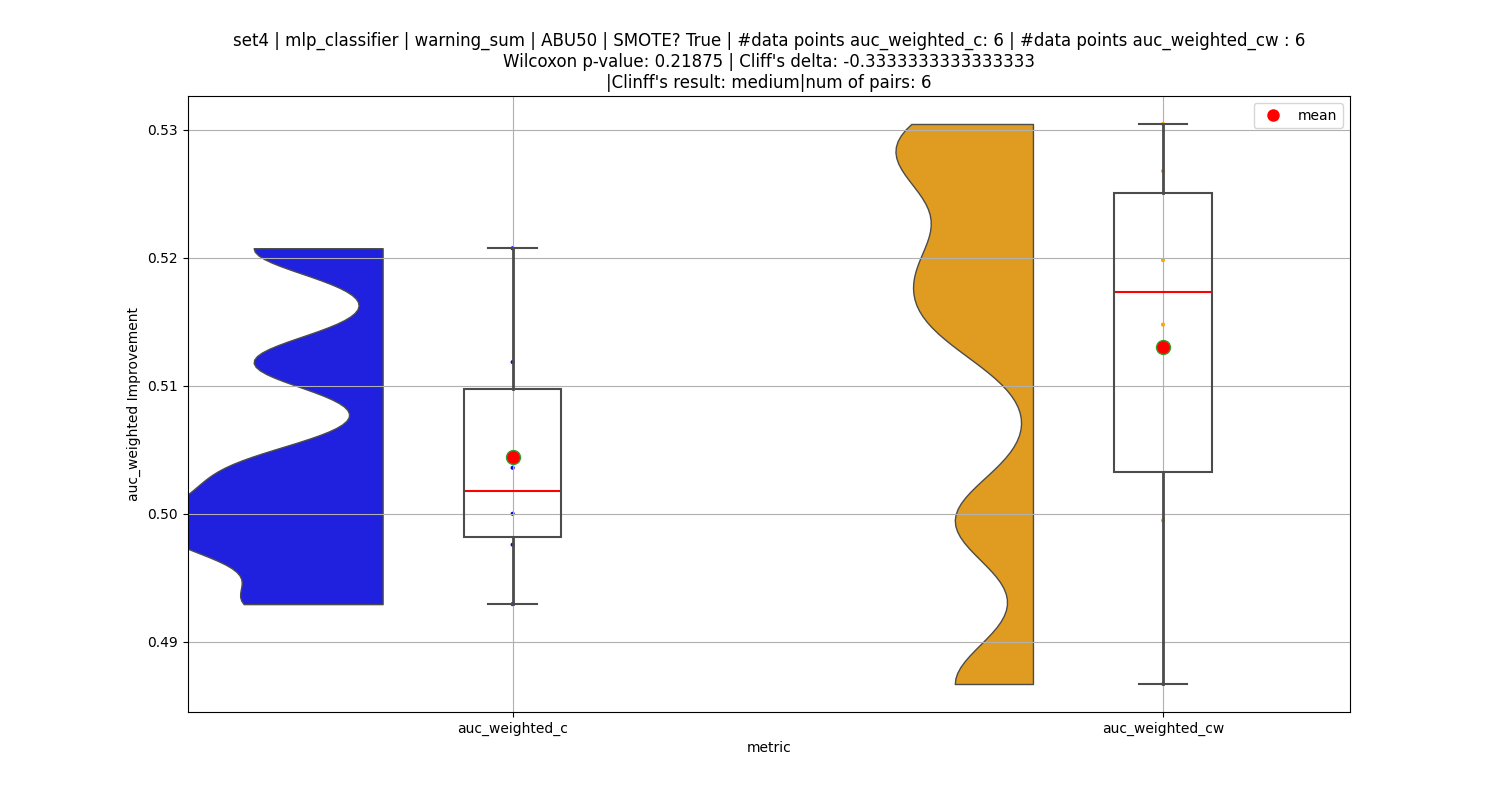 set4 | mlp_classifier | warning_sum | ABU50 | SMOTE? True | #data points auc_weighted_c: 6 | #data points auc_weighted_cw : 6
Wilcoxon p-value: 0.21875 | Cliff's delta: -0.3333333333333333
|Clinff's result: medium|num of pairs: 6
mean
0.53
0.52
0.51
0.50
0.49
auc_weighted Improvement
auc_weighted_c
auc_weighted_cw
metric